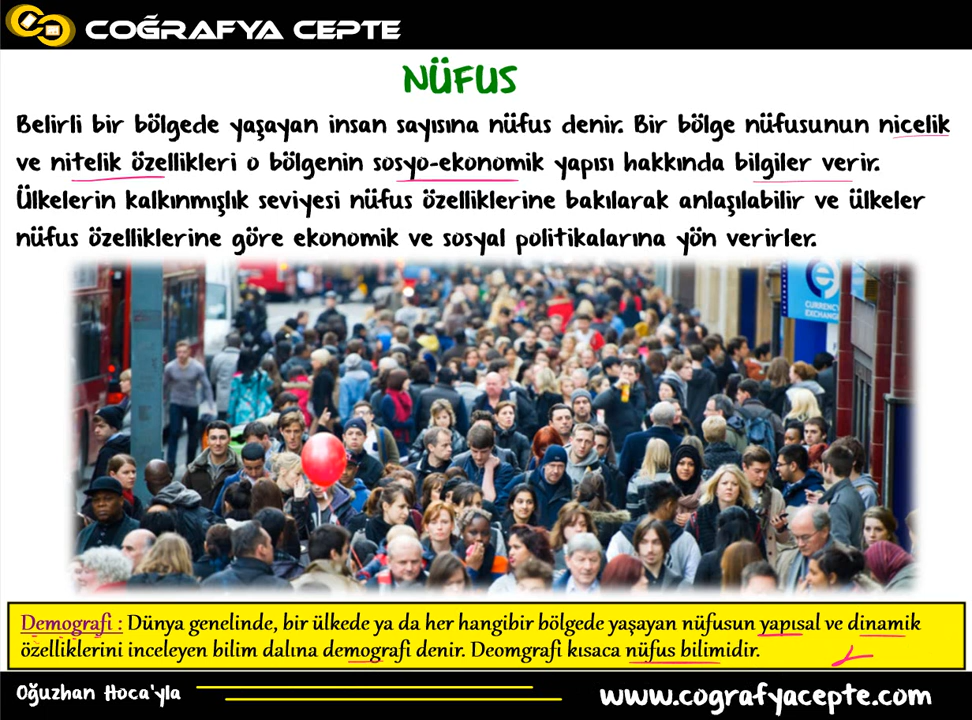 COĞRAFYA CEPTE
NÜFUS
Belirli bir bölgede yaşayan insan sayısına nüfus denir. Bir bölge nüfusunun nicelik
ve nitelik özellikleri o bölgenin sosyo-ekonomik yapısı hakkında bilgiler verir.
Ülkelerin kalkınmışlık seviyesi nüfus özelliklerine bakılarak anlaşılabilir ve ülkeler
nüfus özelliklerine göre ekonomik ve sosyal politikalarına yön verirler.
CURRENCY
EXCHANGE
Demografi : Dünya genelinde, bir ülkede ya da her hangibir bölgede yaşayan nüfusun yapısal ve dinamik
özelliklerini inceleyen bilim dalına demografi denir. Deomgrafi kısaca nüfus bilimidir.
Oğuzhan Hoca'yla
www.cografyacepte.com